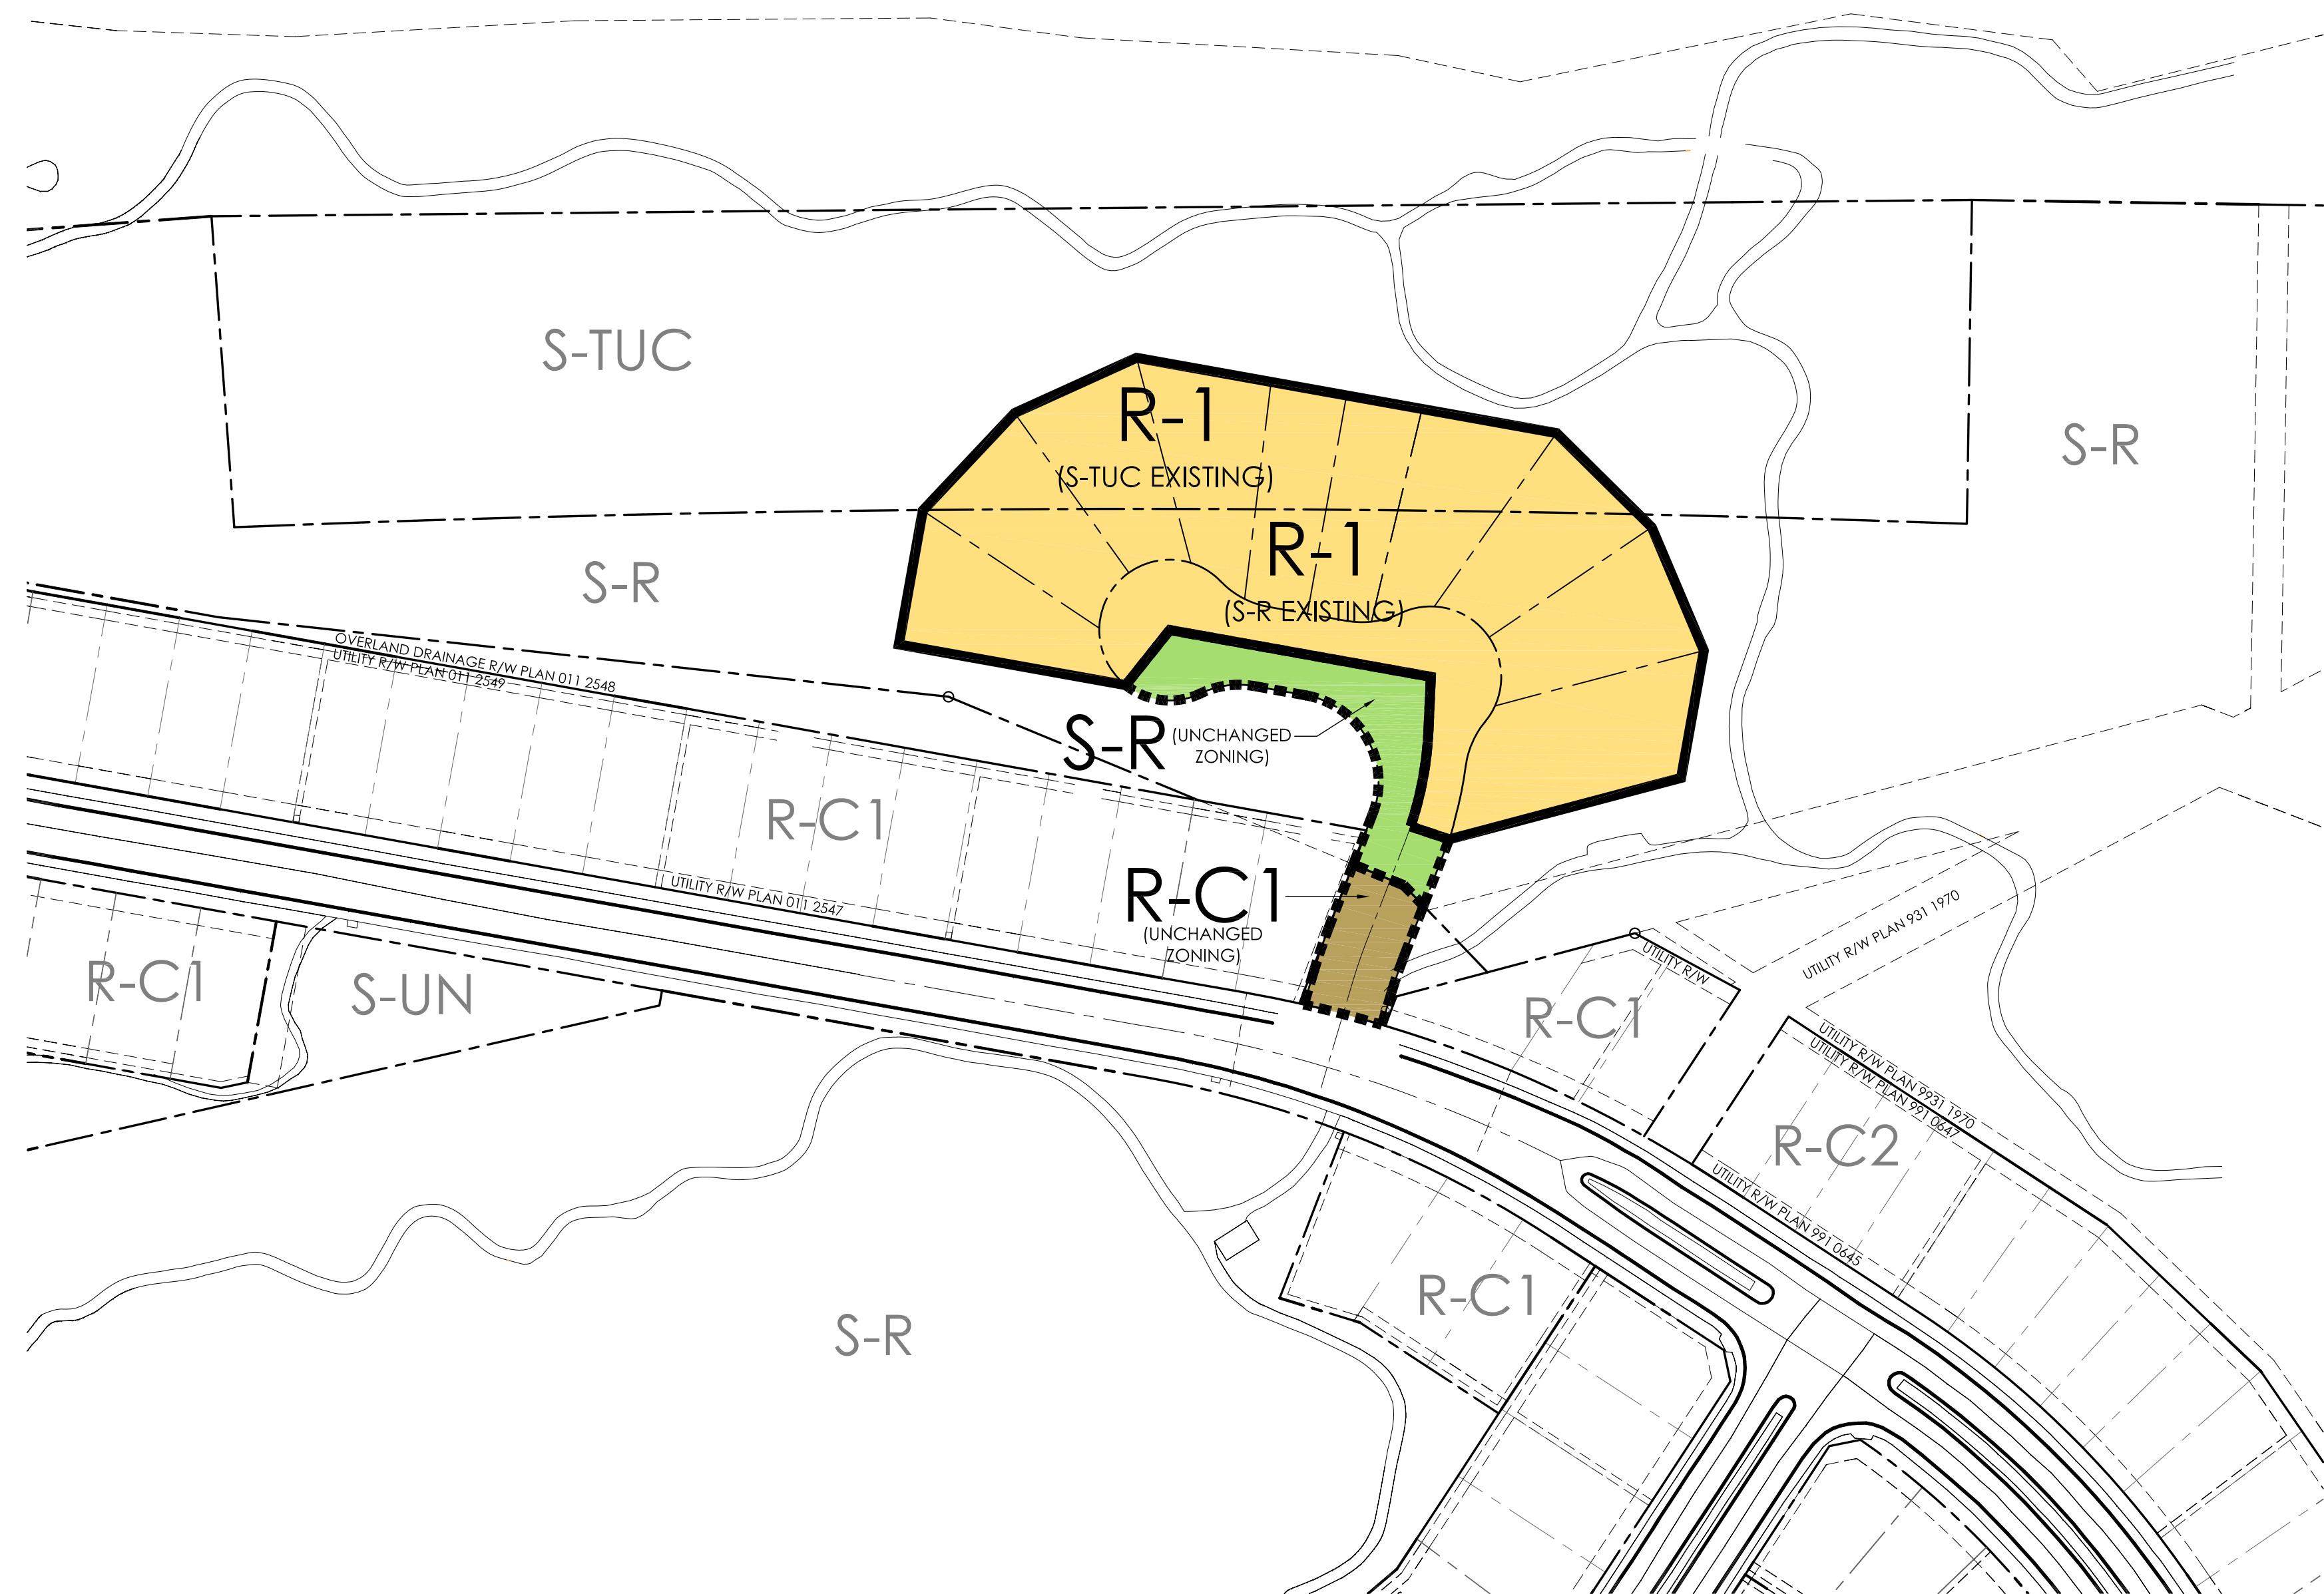 S-TUC
R-1
(S-TUC EXISTING)
S-R
R-1
(S-R EXISTING)
S-R
OVERLAND DRAINAGE R/W PLAN 011 2548
UTILITY R/W PLAN 011 2549
S-R
(UNCHANGED
ZONING)
R-C1
R-C1
(UNCHANGED
ZONING)
UTILITY R/W PLAN 011 2547
UTILITY R/W PLAN 931 1970
UTILITY R/W
R-C1
S-UN
R-C1
UTILITY R/W PLAN 9931 1970
UTILITY R/W PLAN 991 0647
R-C2
UTILITY R/W PLAN 991 0645
R-C1
S-R